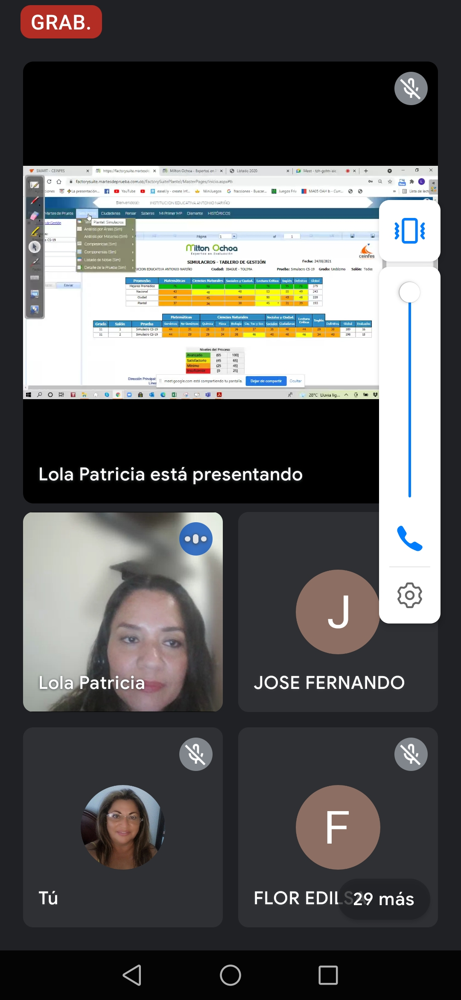 GRAB.
SMART - CEINFES
https://factorysuite.martesde
Milton Ochoa - Expertos en
Listado 2020
Meet - tzh-gotm-aic
factorysuite.martesdeprueba.com.co/FactorySuitePlantel/MasterPages/Inicio.aspx#b
La presentación...
YouTube
easel.ly - create inf...
MiniJuegos
fracciones - Buscar...
Juegos Friv
MA05 OAH b - Cum...
»
Lista de lect
Bienvenido(a):
INSTITUCION EDUCATIVA ANTONIO NARIÑO
Martes de Prueba
Ciudadanas
Pensar
Saberes
Mi Primer MP
Diamante
HISTÓRICOS
de Gestión
Plantel: Simulacros
Análisis por Áreas (Sim)
Análisis por Materias (Sim)
Competencias (Sim)
Componentes (Sim)
Listado de Notas (Sim)
Detalle de la Prueba (Sim)
CS-19
Enviar
Página 1 of 1
Milton Ochoa
Expertos en Evaluación
ceinfes
SIMULACROS - TABLERO DE GESTIÓN
Fecha: 24/08/2021
UCION EDUCATIVA ANTONIO NARIÑO Ciudad: IBAGUE - TOLIMA Prueba: Simulacro CS-19 Grado: Undécimo Salón: Todos
Promedio Matemáticas Ciencias Naturales Sociales y Ciudad. Lectura Crítica Inglés Definitiva Global
Mejores Promedios 379
Nacional 43 48 48 53 55 49 243
Ciudad 40 45 44 50 43 45 225
Plantel 37 36 38 45 31 39 193
Matemáticas Ciencias Naturales Sociales y Ciudad. Lectura Crítica Inglés
Grado Salón Prueba Genéricos No Genéricos Química Física Biología Cie, Tec y Soc Sociales Ciudadanas Definitiva Global Evaluados
11 1 Simulacro CS-19 44 31 28 33 36 37 35 40 44 29 38 189 16
11 2 Simulacro CS-19 44 29 29 34 38 46 40 40 46 34 40 198 15
Niveles del Proceso
Avanzado (65 100]
Satisfactorio (45 65]
Mínimo (25 45]
Insuficiente [0 25]
Dirección Principal:
Línea
meet.google.com está compartiendo tu pantalla.
Dejar de compartir
Ocultar
28°C Lluvia lig...
Lola Patricia está presentando
Lola Patricia
J
JOSE FERNANDO
Tú
F
FLOR EDILSA
29 más